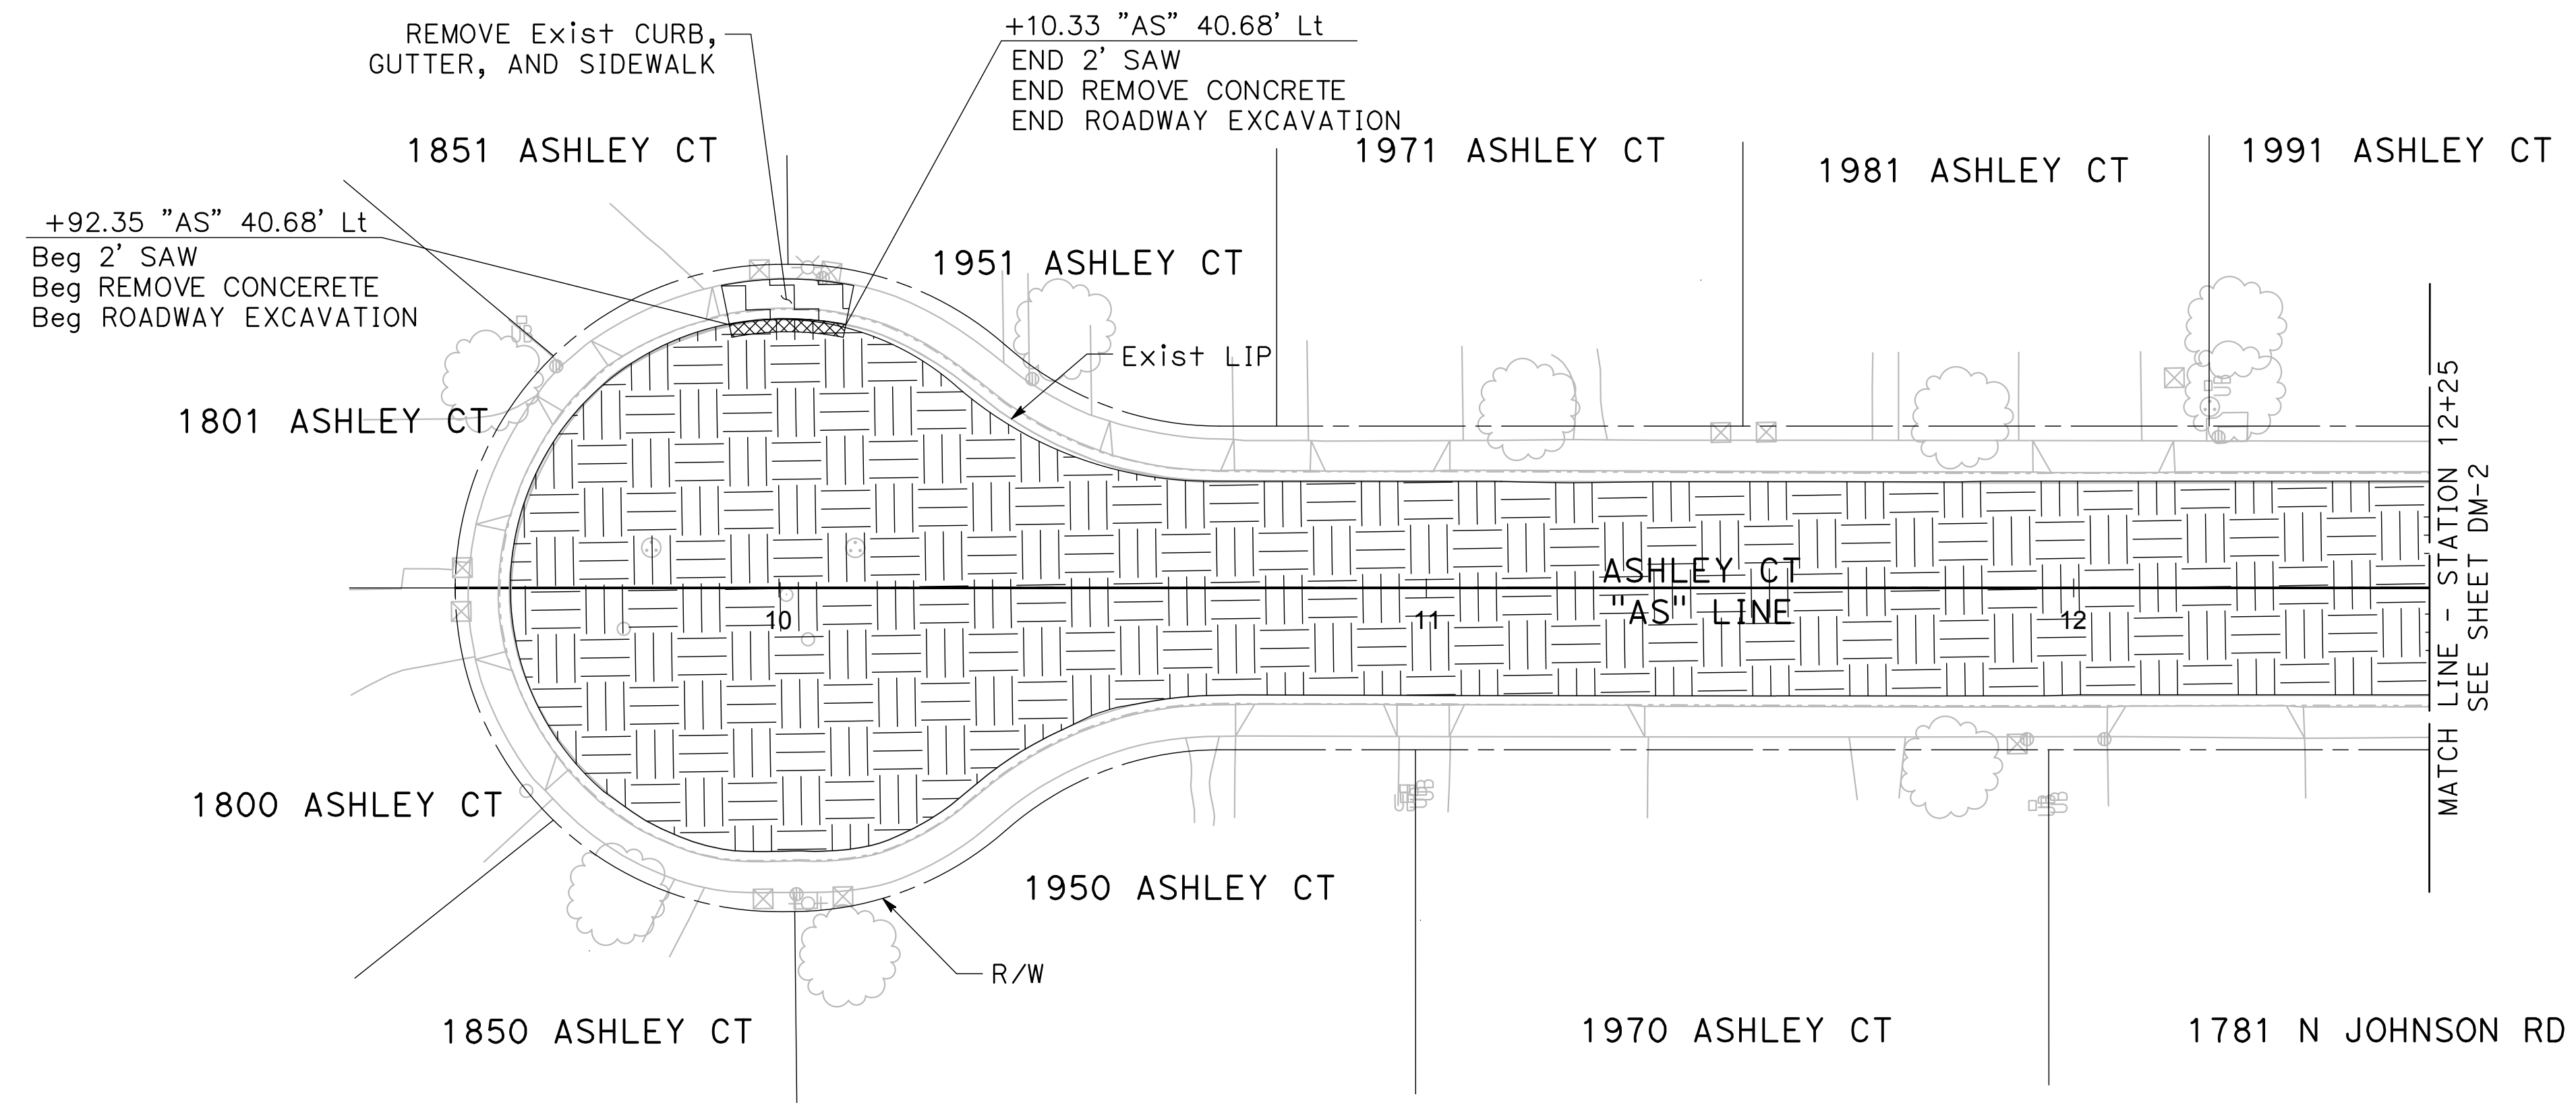 REMOVE Exist CURB,
GUTTER, AND SIDEWALK
+10.33 "AS" 40.68' Lt
END 2' SAW
END REMOVE CONCRETE
END ROADWAY EXCAVATION
1851 ASHLEY CT
1971 ASHLEY CT
1981 ASHLEY CT
1991 ASHLEY CT
+92.35 "AS" 40.68' Lt
Beg 2' SAW
Beg REMOVE CONCERETE
Beg ROADWAY EXCAVATION
1951 ASHLEY CT
Exist LIP
1801 ASHLEY CT
ASHLEY CT
"AS" LINE
10
11
12
MATCH LINE - STATION 12+25
SEE SHEET DM-2
1800 ASHLEY CT
1950 ASHLEY CT
R/W
1850 ASHLEY CT
1970 ASHLEY CT
1781 N JOHNSON RD